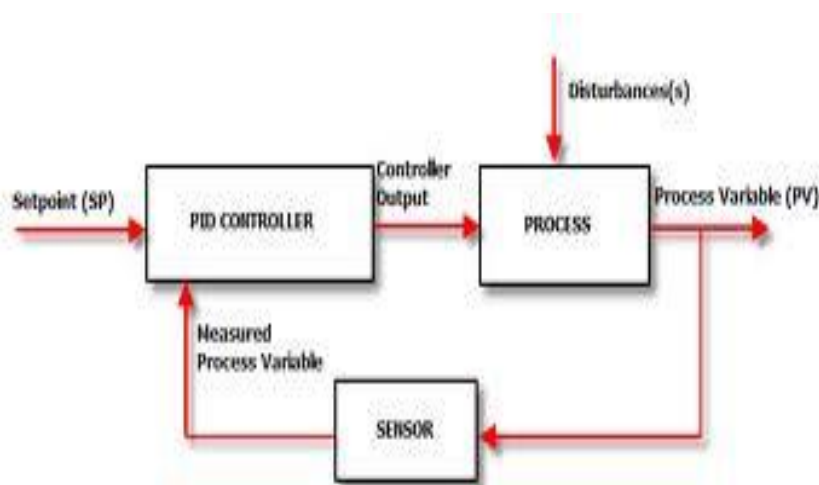 Disturbances(s)
Setpoint (SP)
PID CONTROLLER
Controller
Output
PROCESS
Process Variable (PV)
Measured
Process Variable
SENSOR